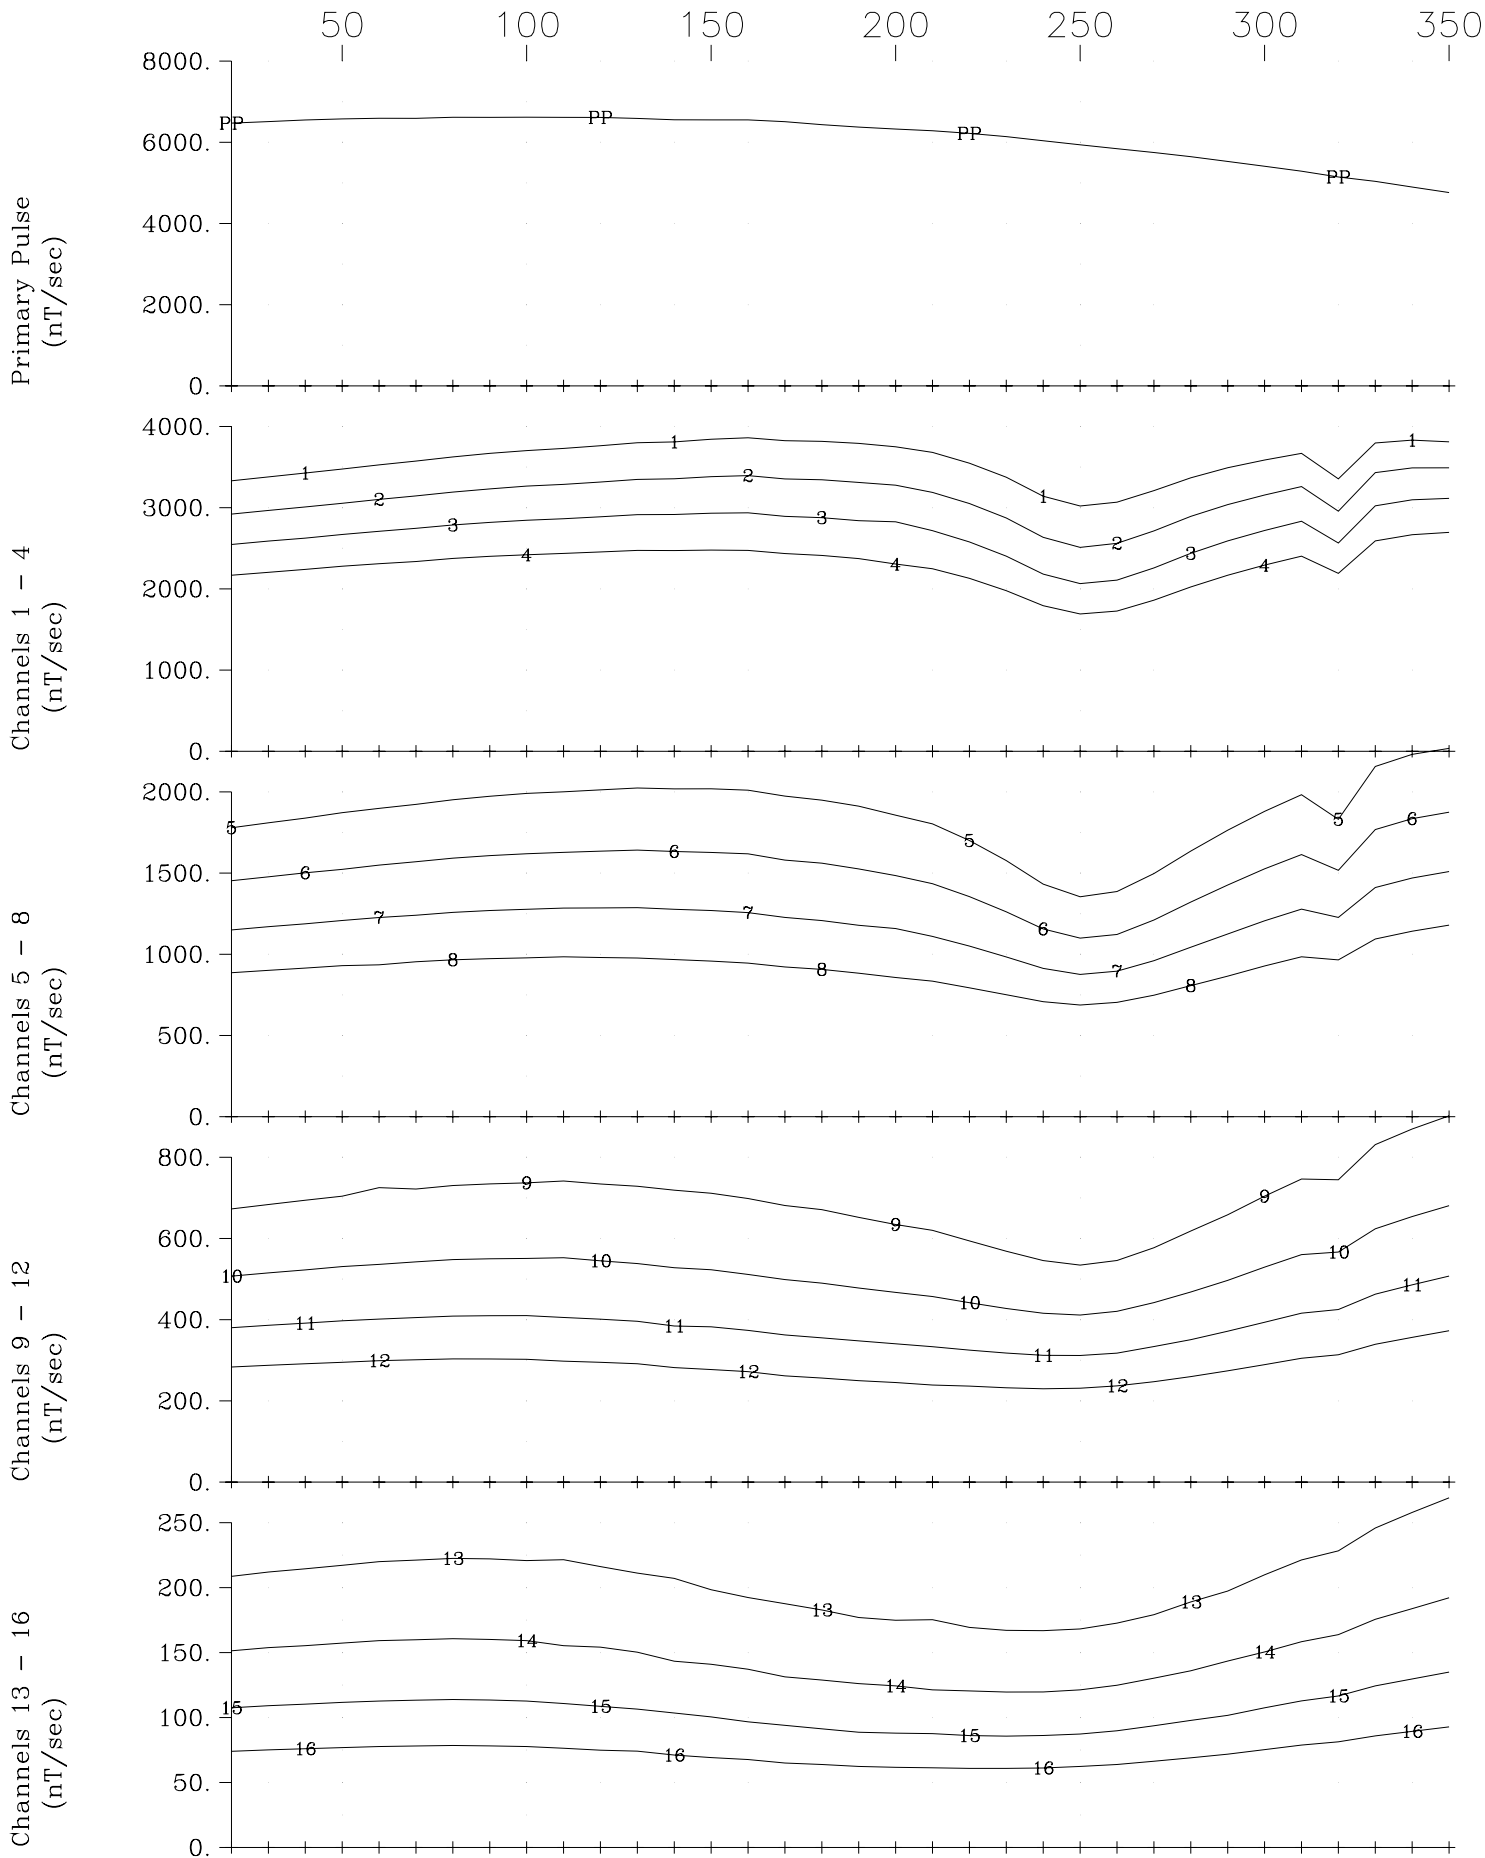 50 100 150 200 250 300 350
8000.
PP PP PP PP
6000.
4000.
2000.
0.
Primary Pulse
(nT/sec)
4000.
1 1 1 1
3000.
2 2 2
3 3 3
4 4 4
2000.
1000.
0.
Channels 1 - 4
(nT/sec)
2000.
5 5 5
1500.
6 6 6 6
7 7 7
1000.
8 8 8
500.
0.
Channels 5 - 8
(nT/sec)
800.
9 9 9
600.
10 10 10 10
400.
11 11 11 11
12 12 12
200.
0.
Channels 9 - 12
(nT/sec)
250.
13 13 13
200.
150.
14 14 14
100.
15 15 15 15
16 16 16 16
50.
0.
Channels 13 - 16
(nT/sec)